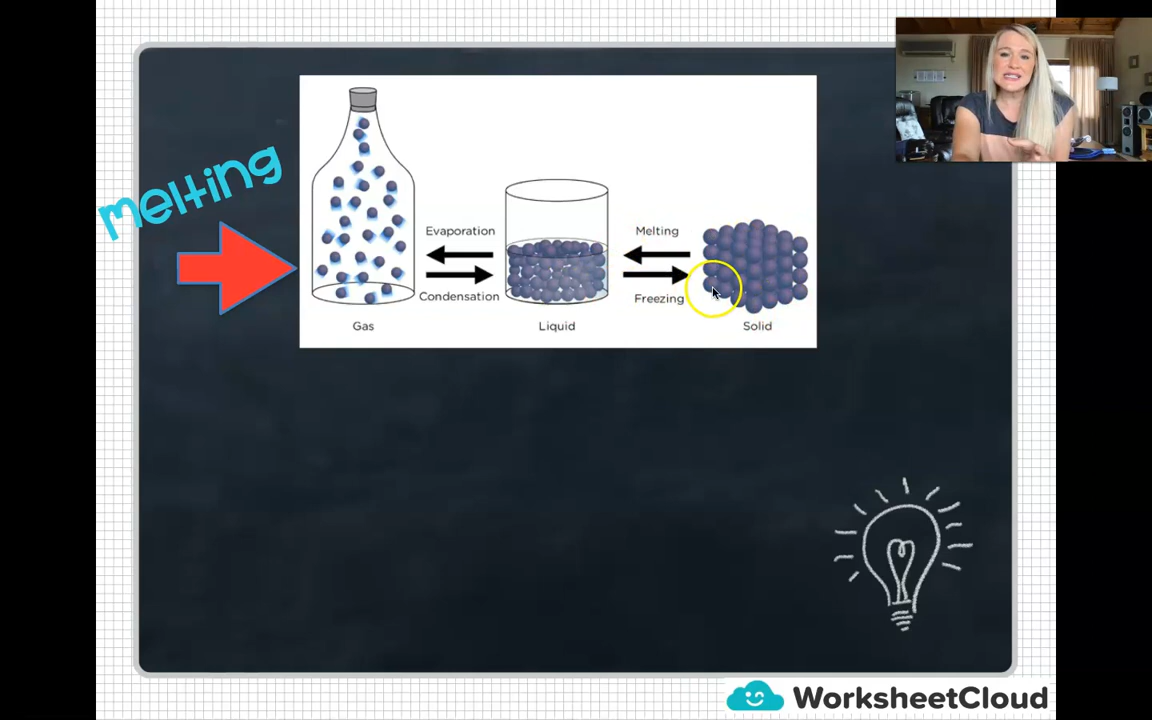 melting
Evaporation
Condensation
Melting
Freezing
Gas
Liquid
Solid
WorksheetCloud